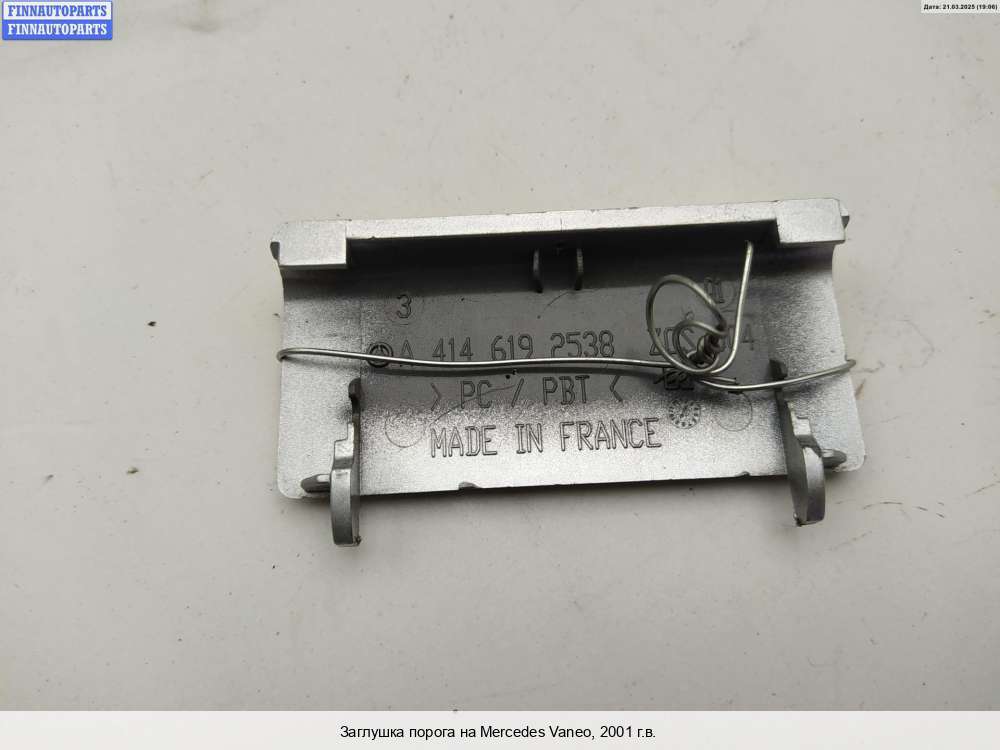 FINNAUTOPARTS
FINNAUTOPARTS
Дата: 21.03.2025 (19:06)
3
A 414 619 2538
> PC / PBT <
MADE IN FRANCE
Заглушка порога на Mercedes Vaneo, 2001 г.в.